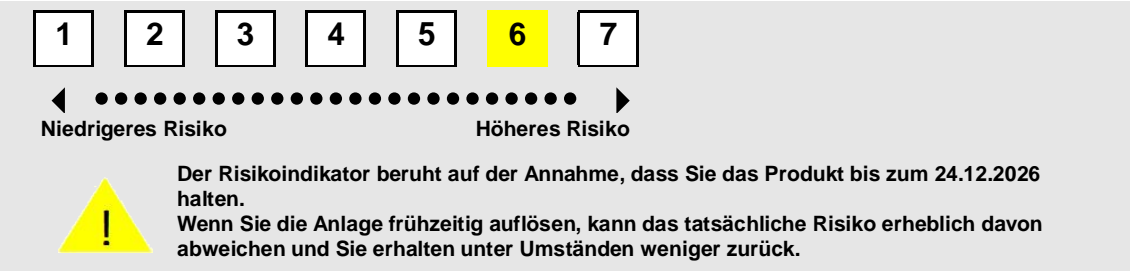 1 2 3 4 5 6 7
Niedrigeres Risiko Höheres Risiko
Der Risikoindikator beruht auf der Annahme, dass Sie das Produkt bis zum 24.12.2026
halten.
Wenn Sie die Anlage frühzeitig auflösen, kann das tatsächliche Risiko erheblich davon
abweichen und Sie erhalten unter Umständen weniger zurück.
!